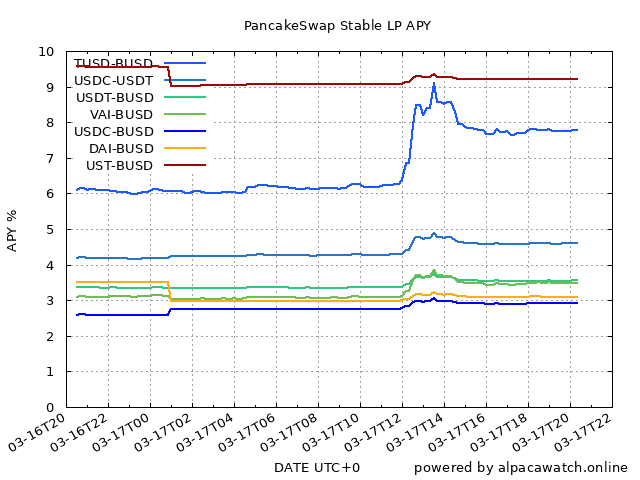 PancakeSwap Stable LP APY
10
9
8
7
6
5
4
3
2
1
0
APY %
TUSD-BUSD
USDC-USDT
USDT-BUSD
VAI-BUSD
USDC-BUSD
DAI-BUSD
UST-BUSD
03-16T20
03-16T22
03-17T00
03-17T02
03-17T04
03-17T06
03-17T08
03-17T10
03-17T12
03-17T14
03-17T16
03-17T18
03-17T20
03-17T22
DATE UTC+0
powered by alpacawatch.online